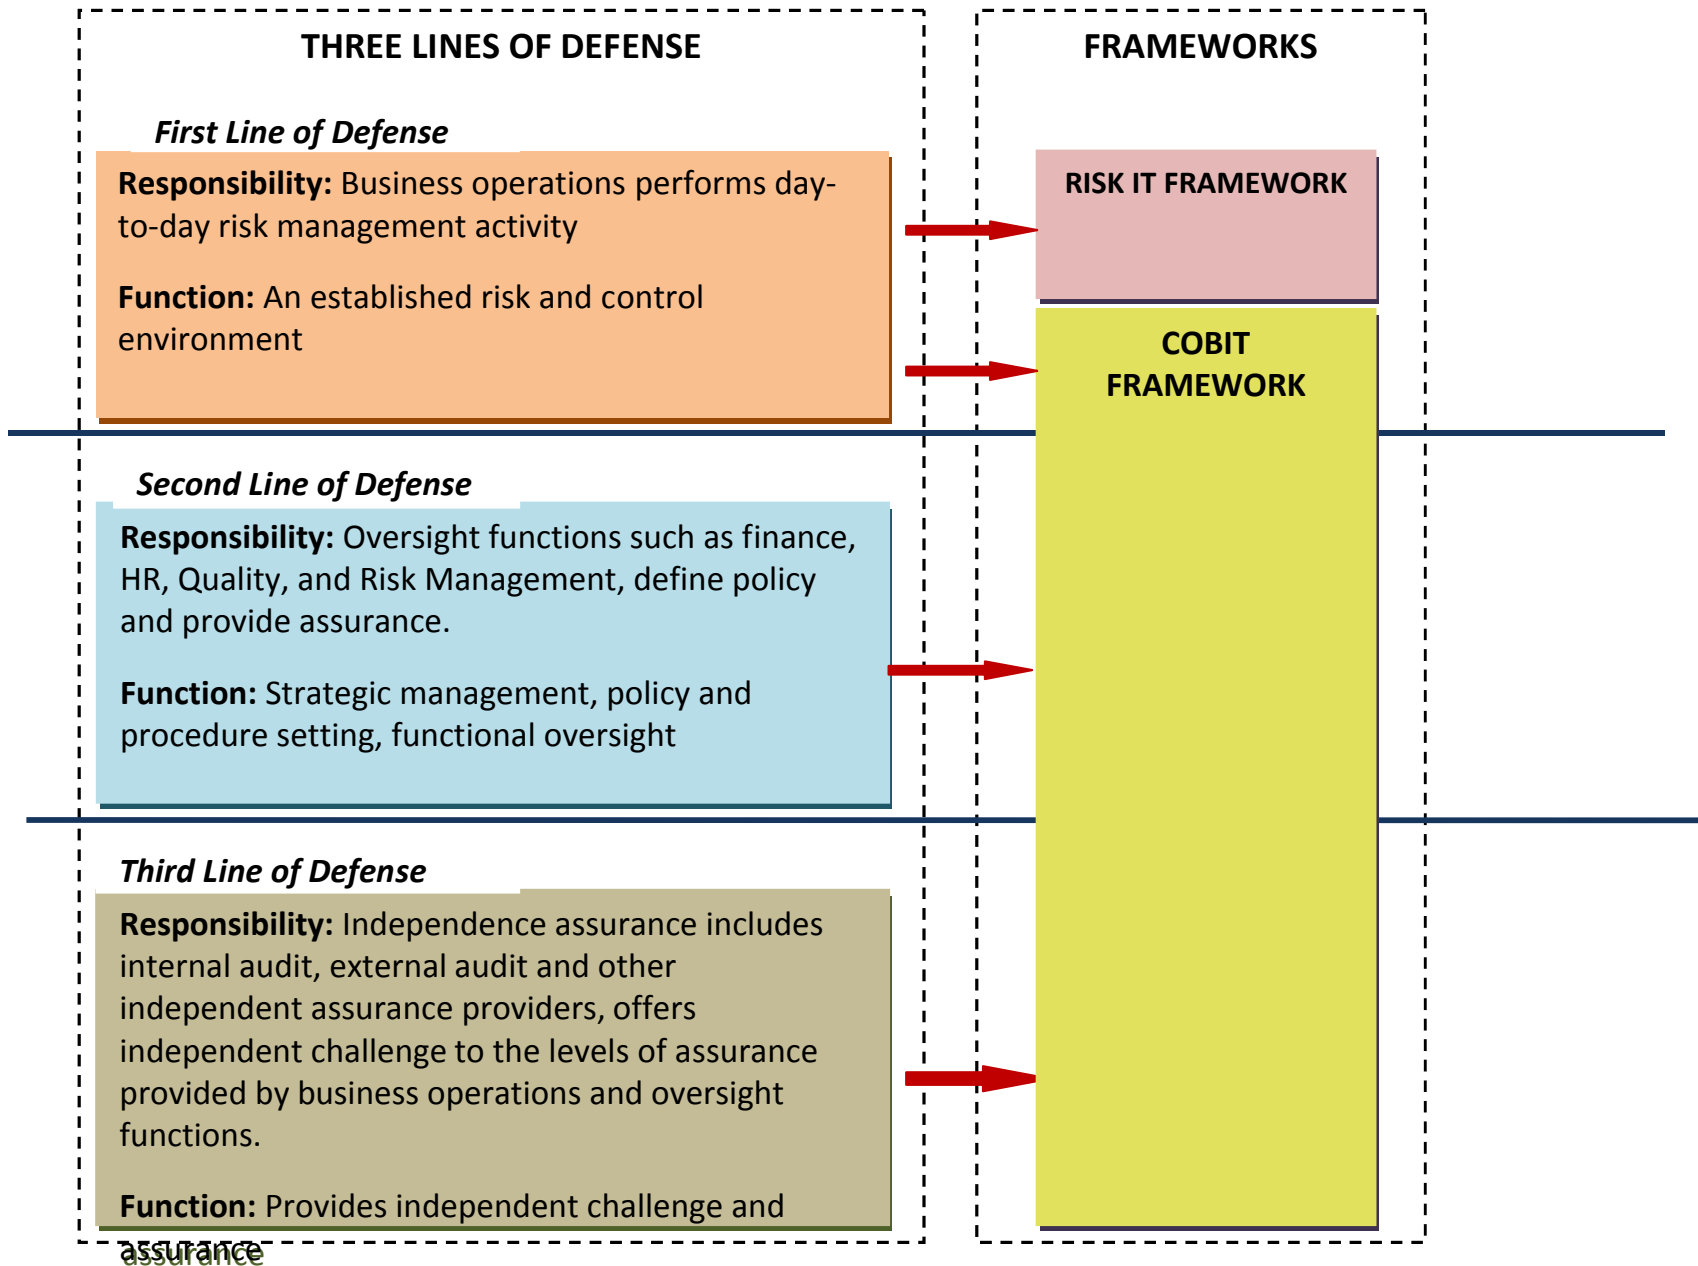 THREE LINES OF DEFENSE
First Line of Defense
Responsibility: Business operations performs day-
to-day risk management activity
Function: An established risk and control
environment
Second Line of Defense
Responsibility: Oversight functions such as finance,
HR, Quality, and Risk Management, define policy
and provide assurance.
Function: Strategic management, policy and
procedure setting, functional oversight
Third Line of Defense
Responsibility: Independence assurance includes
internal audit, external audit and other
independent assurance providers, offers
independent challenge to the levels of assurance
provided by business operations and oversight
functions.
Function: Provides independent challenge and
assurance
FRAMEWORKS
RISK IT FRAMEWORK
COBIT
FRAMEWORK